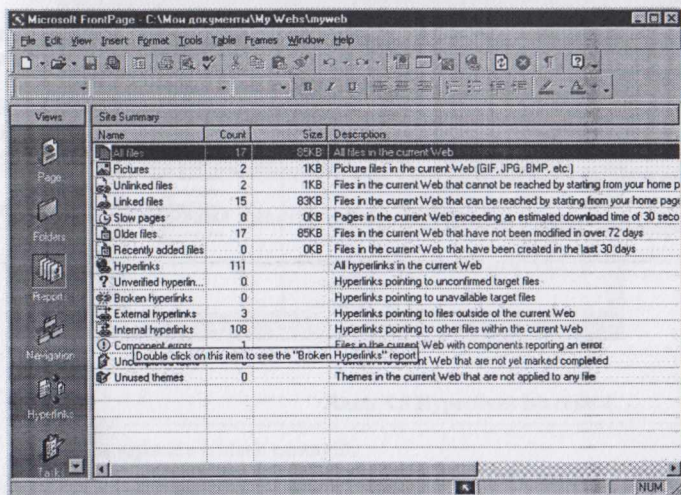 Microsoft FrontPage - C:\Мои документы\My Webs\myweb
File Edit View Insert Format Tools Table Frames Window Help
Views
Site Summary
Name Count Size Description
All files 17 85KB All files in the current Web
Pictures 2 1KB Picture files in the current Web (GIF, JPG, BMP, etc.)
Unlinked files 2 1KB Files in the current Web that cannot be reached by starting from your home p
Linked files 15 83KB Files in the current Web that can be reached by starting from your home page
Slow pages 0 0KB Pages in the current Web exceeding an estimated download time of 30 seco
Older files 17 85KB Files in the current Web that have not been modified in over 72 days
Recently added files 0 0KB Files in the current Web that have been created in the last 30 days
Hyperlinks 111 All hyperlinks in the current Web
Unverified hyperlin... 0 Hyperlinks pointing to unconfirmed target files
Broken hyperlinks 0 Hyperlinks pointing to unavailable target files
External hyperlinks 3 Hyperlinks pointing to files outside of the current Web
Internal hyperlinks 108 Hyperlinks pointing to other files within the current Web
Component errors 1 Files in the current Web with components reporting an error
Double click on this item to see the "Broken Hyperlinks" report
Web that are not yet marked completed
Unused themes 0 Themes in the current Web that are not applied to any file
Page
Folders
Report
Navigation
Hyperlinks
NUM